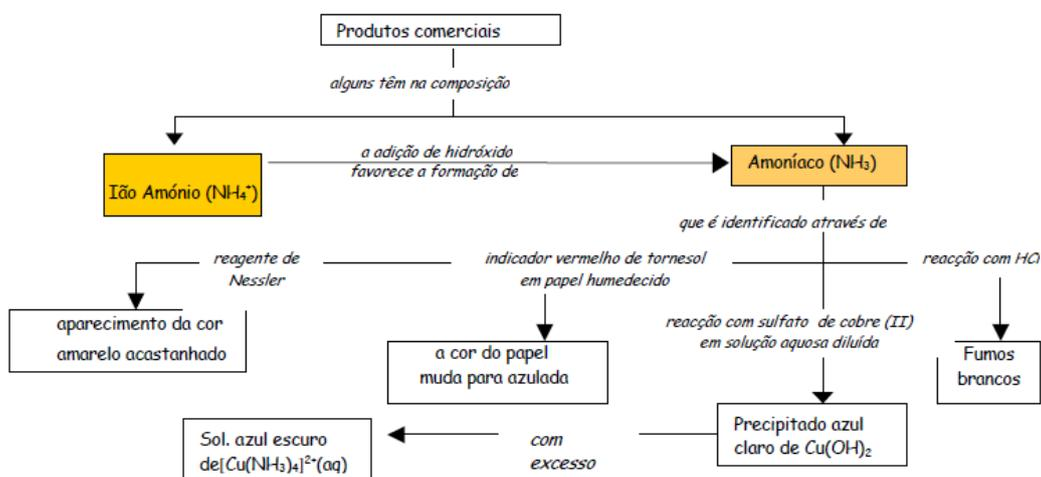 Produtos comerciais
alguns têm na composição
a adição de hidróxido
favorece a formação de
Ião Amónio (NH₄⁺)
Amoníaco (NH₃)
que é identificado através de
reagente de
Nessler
indicador vermelho de tornesol
em papel humedecido
reacção com HCl
aparecimento da cor
amarelo acastanhado
a cor do papel
muda para azulada
reacção com sulfato de cobre (II)
em solução aquosa diluída
Fumos
brancos
Precipitado azul
claro de Cu(OH)₂
com
excesso
Sol. azul escuro
de[Cu(NH₃)₄]²⁺(aq)